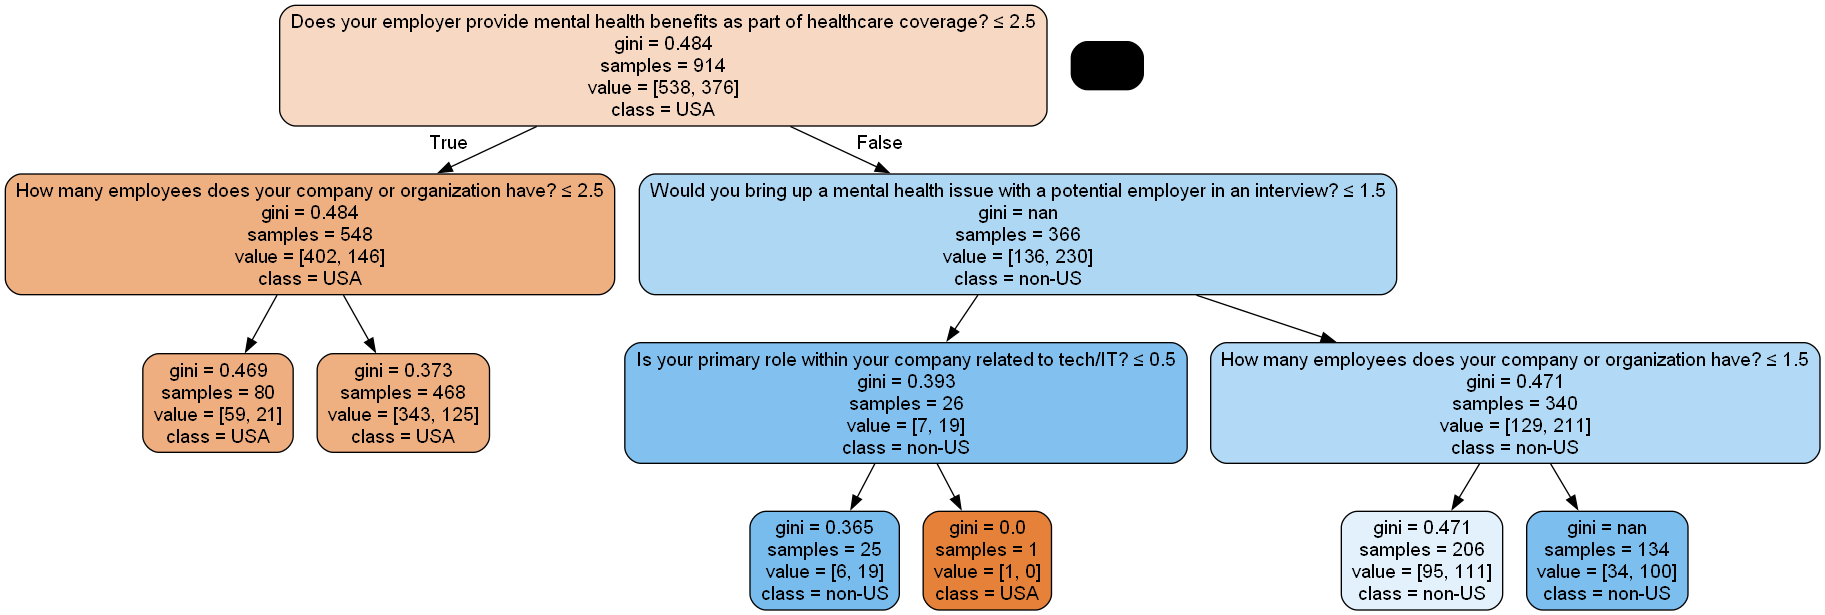 Does your employer provide mental health benefits as part of healthcare coverage? ≤ 2.5
gini = 0.484
samples = 914
value = [538, 376]
class = USA
True
False
How many employees does your company or organization have? ≤ 2.5
gini = 0.484
samples = 548
value = [402, 146]
class = USA
Would you bring up a mental health issue with a potential employer in an interview? ≤ 1.5
gini = nan
samples = 366
value = [136, 230]
class = non-US
gini = 0.469
samples = 80
value = [59, 21]
class = USA
gini = 0.373
samples = 468
value = [343, 125]
class = USA
Is your primary role within your company related to tech/IT? ≤ 0.5
gini = 0.393
samples = 26
value = [7, 19]
class = non-US
How many employees does your company or organization have? ≤ 1.5
gini = 0.471
samples = 340
value = [129, 211]
class = non-US
gini = 0.365
samples = 25
value = [6, 19]
class = non-US
gini = 0.0
samples = 1
value = [1, 0]
class = USA
gini = 0.471
samples = 206
value = [95, 111]
class = non-US
gini = nan
samples = 134
value = [34, 100]
class = non-US